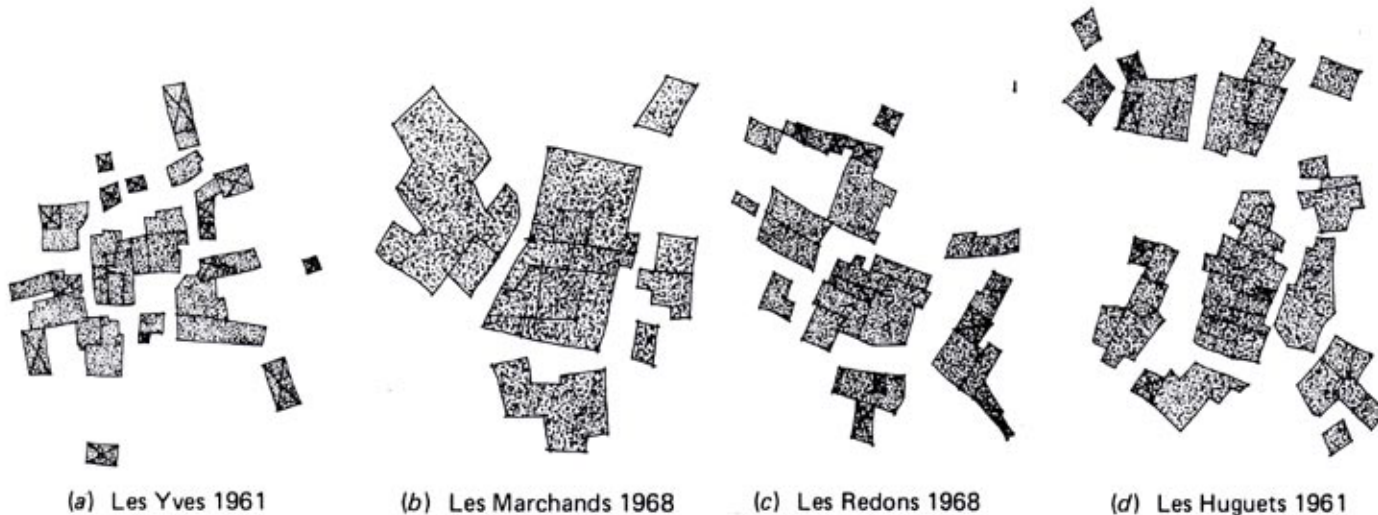 (a) Les Yves 1961
(b) Les Marchands 1968
(c) Les Redons 1968
(d) Les Huguets 1961